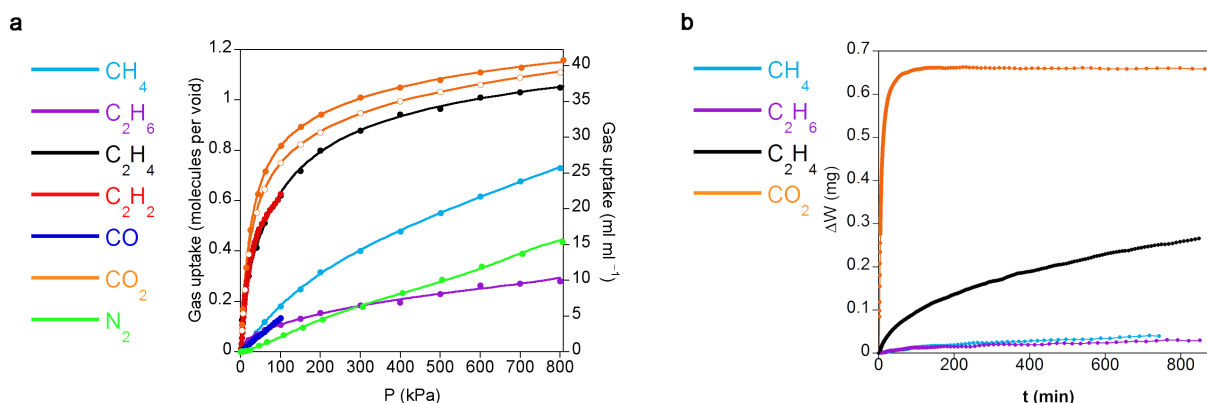 a
CH4
C2H6
C2H4
C2H2
CO
CO2
N2
Gas uptake (molecules per void)
1.2
1
0.8
0.6
0.4
0.2
0
0 100 200 300 400 500 600 700 800
P (kPa)
40
35
30
25
20
15
10
5
0
Gas uptake (ml ml⁻¹)
b
CH4
C2H6
C2H4
CO2
ΔW (mg)
0.7
0.6
0.5
0.4
0.3
0.2
0.1
0
0 200 400 600 800
t (min)